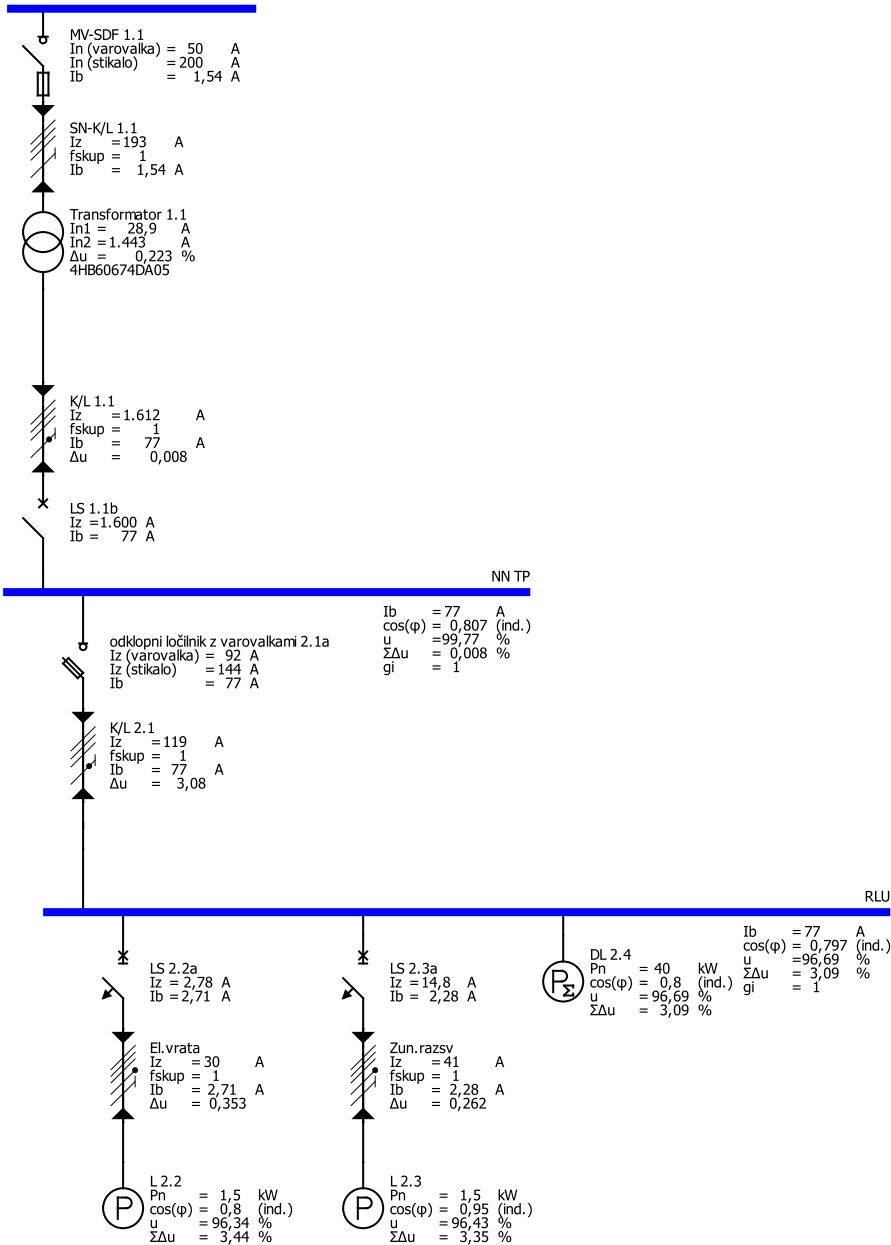 MV-SDF 1.1
In (varovalka) = 50 A
In (stikalo) = 200 A
Ib = 1,54 A
SN-K/L 1.1
Iz = 193 A
fskup = 1
Ib = 1,54 A
Transformator 1.1
In1 = 28,9 A
In2 = 1.443 A
Δu = 0,223 %
4HB60674DA05
K/L 1.1
Iz = 1.612 A
fskup = 1
Ib = 77 A
Δu = 0,008
LS 1.1b
Iz = 1.600 A
Ib = 77 A
NN TP
Ib = 77 A
cos(φ) = 0,807 (ind.)
u = 99,77 %
ΣΔu = 0,008 %
gi = 1
odklopni ločilnik z varovalkami 2.1a
Iz (varovalka) = 92 A
Iz (stikalo) = 144 A
Ib = 77 A
K/L 2.1
Iz = 119 A
fskup = 1
Ib = 77 A
Δu = 3,08
RLU
Ib = 77 A
cos(φ) = 0,797 (ind.)
u = 96,69 %
ΣΔu = 3,09 %
gi = 1
LS 2.2a
Iz = 2,78 A
Ib = 2,71 A
LS 2.3a
Iz = 14,8 A
Ib = 2,28 A
DL 2.4
Pn = 40 kW
cos(φ) = 0,8 (ind.)
u = 96,69 %
ΣΔu = 3,09 %
PΣ
El.vrata
Iz = 30 A
fskup = 1
Ib = 2,71 A
Δu = 0,353
Zun.razsv
Iz = 41 A
fskup = 1
Ib = 2,28 A
Δu = 0,262
L 2.2
Pn = 1,5 kW
cos(φ) = 0,8 (ind.)
u = 96,34 %
ΣΔu = 3,44 %
P
L 2.3
Pn = 1,5 kW
cos(φ) = 0,95 (ind.)
u = 96,43 %
ΣΔu = 3,35 %
P